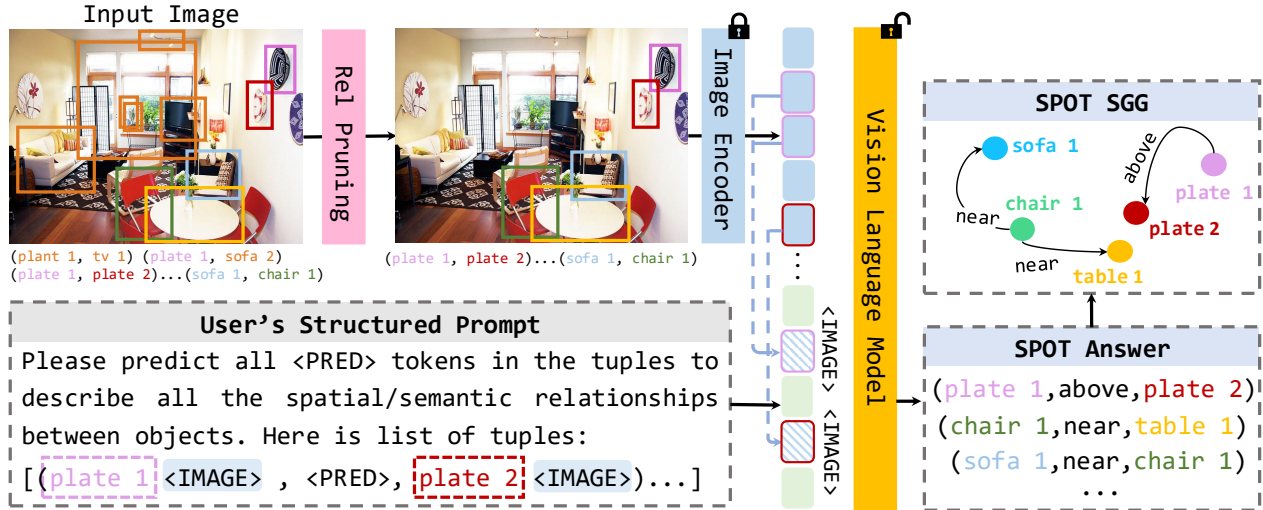 Input Image
Rel Pruning
Image Encoder
Vision Language Model
(plant 1, tv 1) (plate 1, sofa 2)
(plate 1, plate 2)...(sofa 1, chair 1)
(plate 1, plate 2)...(sofa 1, chair 1)
User's Structured Prompt
Please predict all <PRED> tokens in the tuples to
describe all the spatial/semantic relationships
between objects. Here is list of tuples:
[(plate 1 <IMAGE> , <PRED>, plate 2 <IMAGE>)...]
<IMAGE>
<IMAGE>
SPOT SGG
sofa 1
above
plate 1
chair 1
near
plate 2
near
table 1
SPOT Answer
(plate 1,above,plate 2)
(chair 1,near,table 1)
(sofa 1,near,chair 1)
...